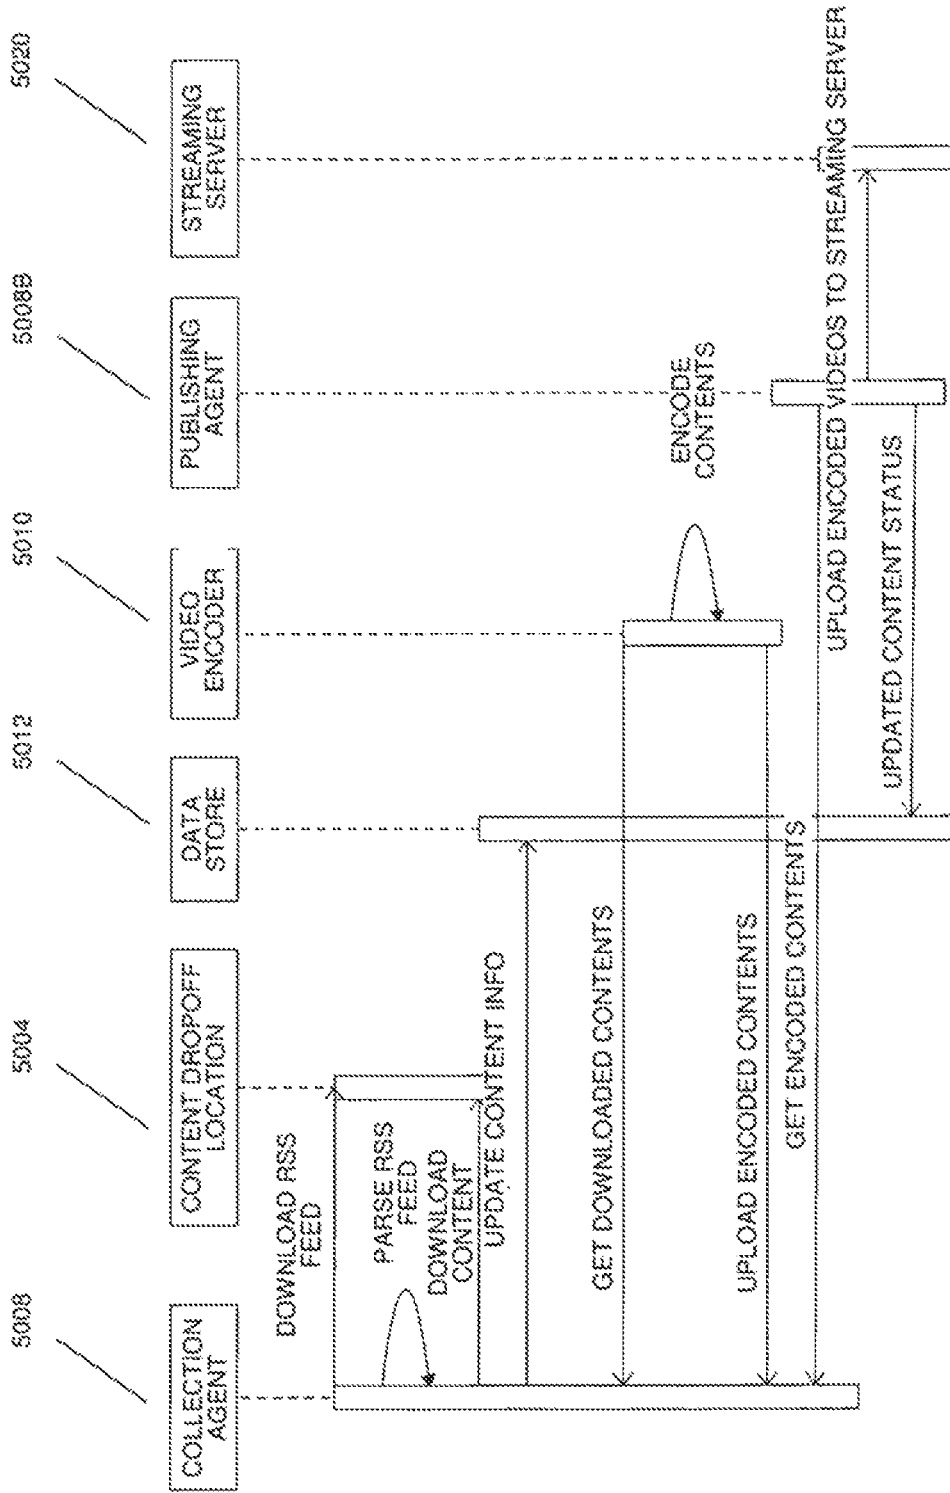 5008
5004
5012
5010
5008B
5020
COLLECTION
AGENT
CONTENT DROPOFF
LOCATION
DATA
STORE
VIDEO
ENCODER
PUBLISHING
AGENT
STREAMING
SERVER
DOWNLOAD RSS
FEED
PARSE RSS
FEED
DOWNLOAD
CONTENT
UPDATE CONTENT INFO
GET DOWNLOADED CONTENTS
ENCODE
CONTENTS
UPLOAD ENCODED CONTENTS
GET ENCODED CONTENTS
UPLOAD ENCODED VIDEOS TO STREAMING SERVER
UPDATED CONTENT STATUS